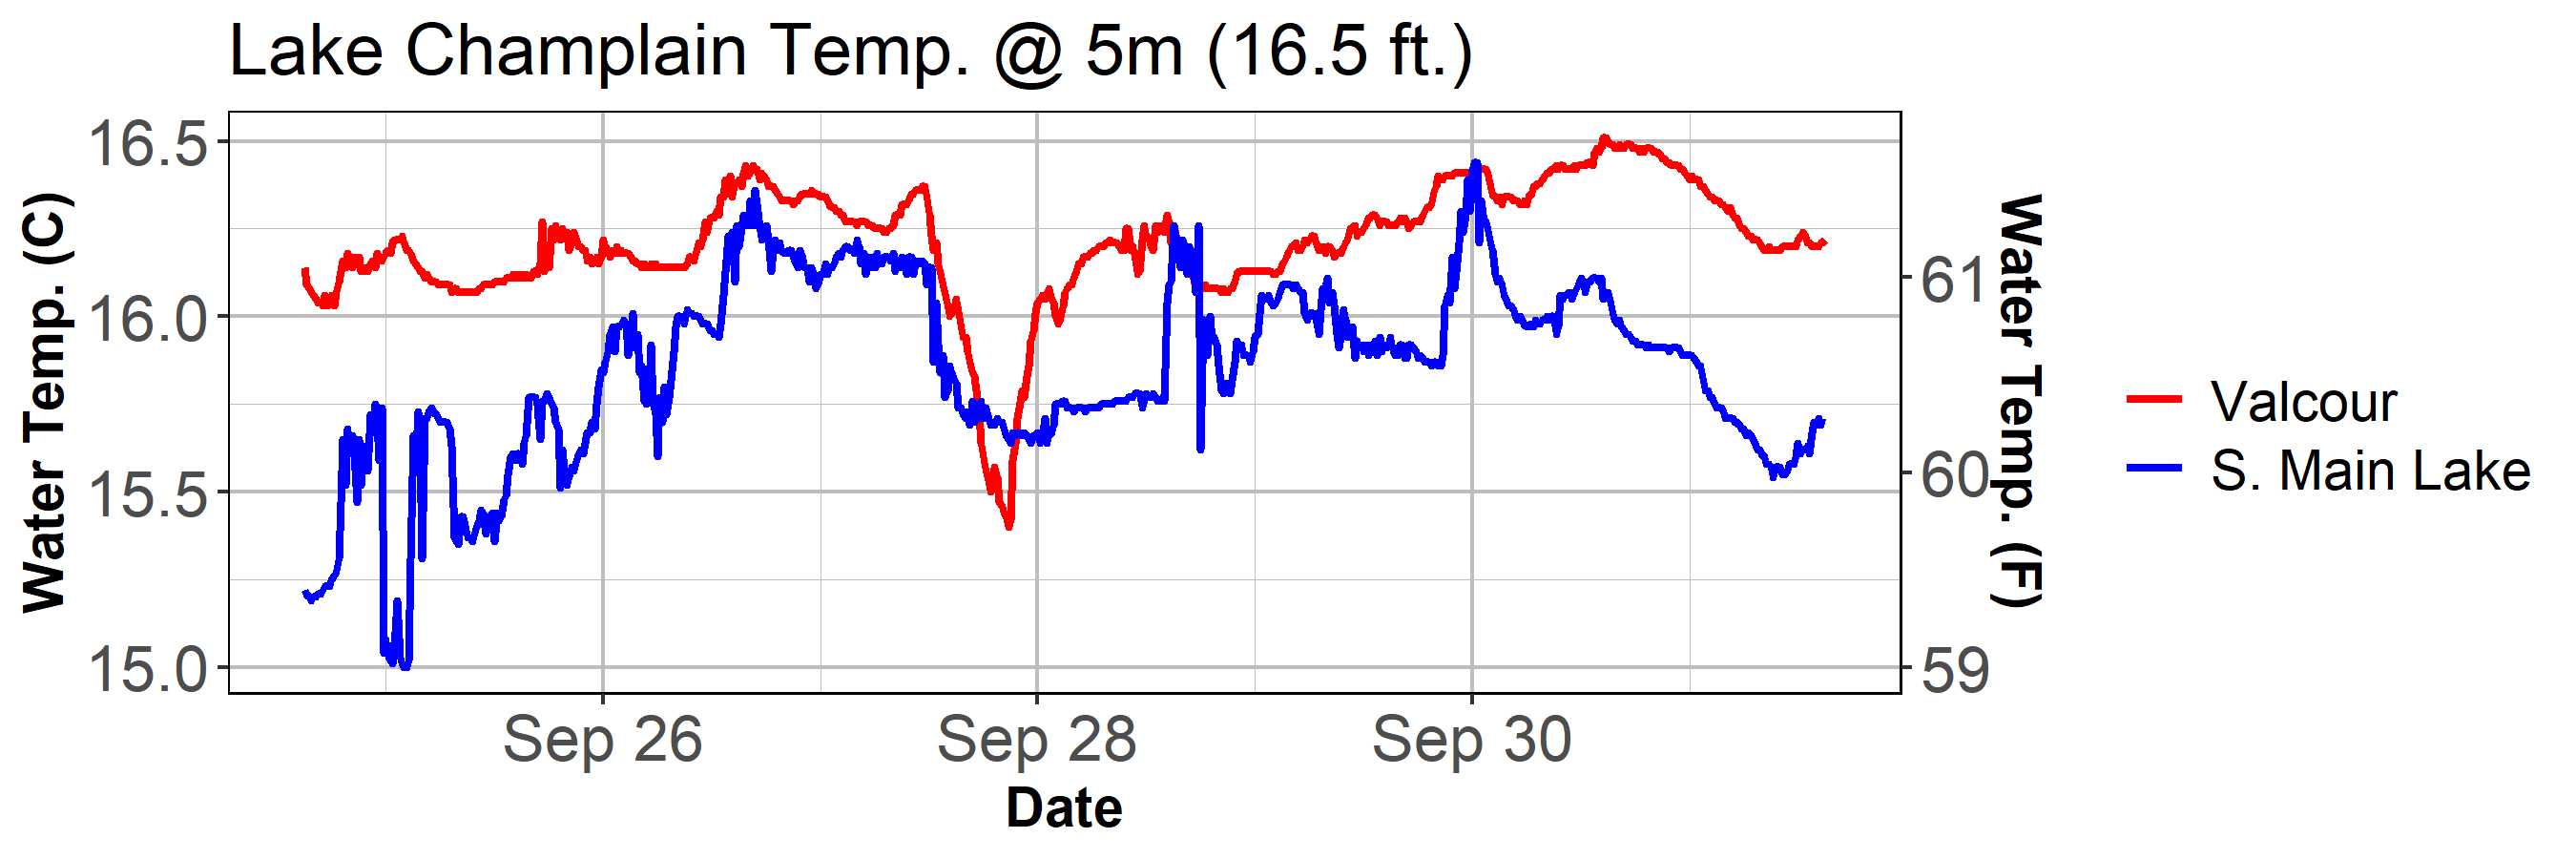 Lake Champlain Temp. @ 5m (16.5 ft.)
Water Temp. (C)
16.5
16.0
15.5
15.0
61
60
59
Water Temp. (F)
Sep 26
Sep 28
Sep 30
Date
Valcour
S. Main Lake